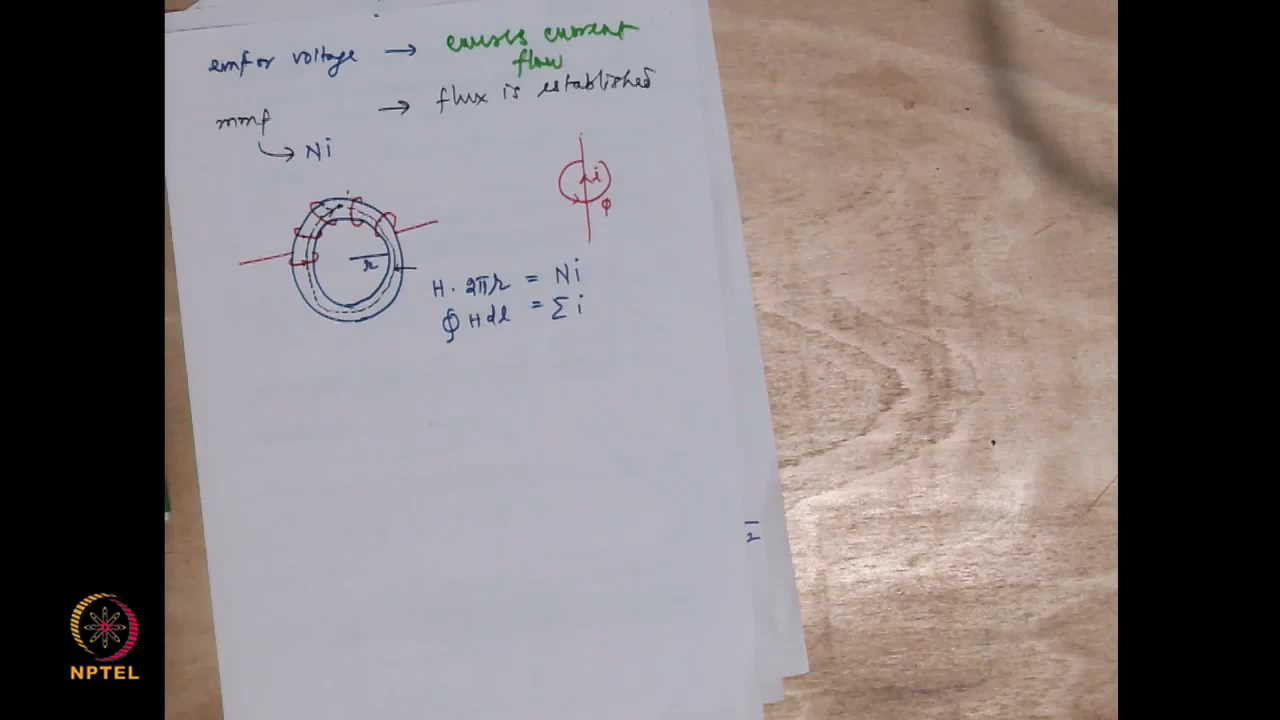 emf or voltage → causes current
flow
mmf → flux is established
Ni
i
φ
r
H. 2πr = Ni
∮ H dl = Σ i
NPTEL